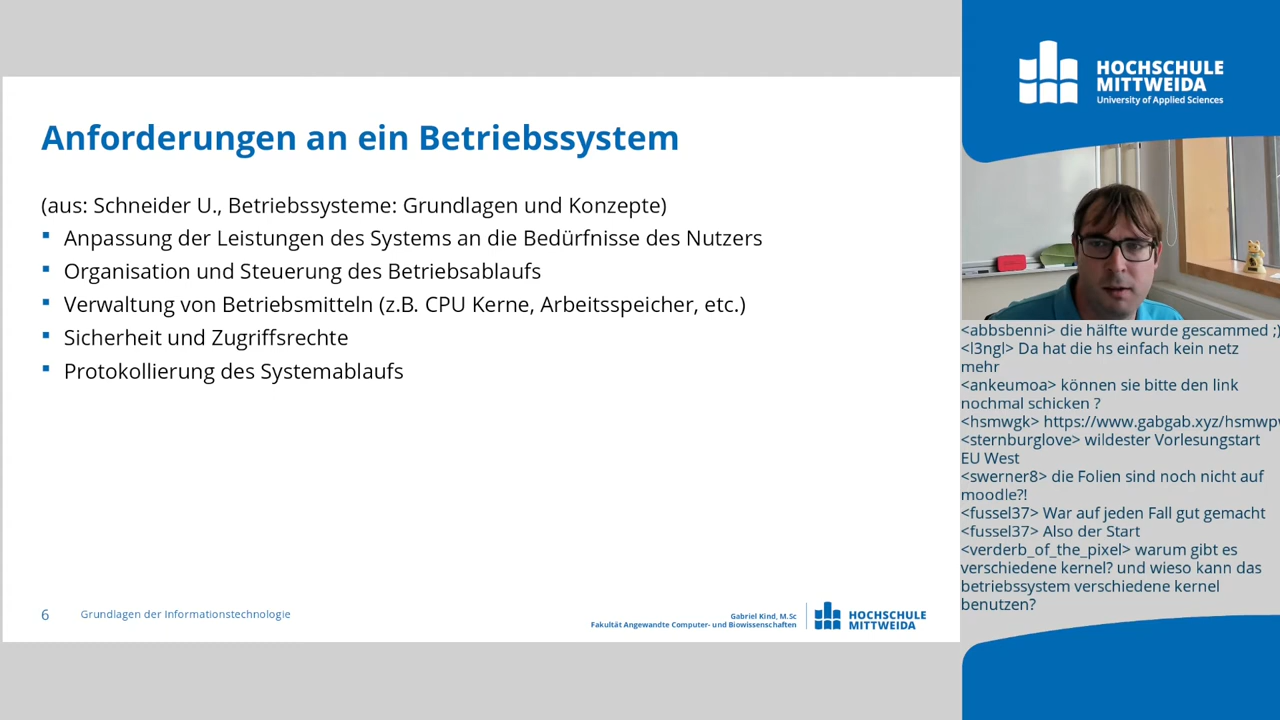 Anforderungen an ein Betriebssystem
(aus: Schneider U., Betriebssysteme: Grundlagen und Konzepte)
Anpassung der Leistungen des Systems an die Bedürfnisse des Nutzers
Organisation und Steuerung des Betriebsablaufs
Verwaltung von Betriebsmitteln (z.B. CPU Kerne, Arbeitsspeicher, etc.)
Sicherheit und Zugriffsrechte
Protokollierung des Systemablaufs
6
Grundlagen der Informationstechnologie
Gabriel Kind, M.Sc
Fakultät Angewandte Computer- und Biowissenschaften
HOCHSCHULE
MITTWEIDA
HOCHSCHULE
MITTWEIDA
University of Applied Sciences
<abbsbenni> die hälfte wurde gescammed ;)
<l3ngl> Da hat die hs einfach kein netz
mehr
<ankeumoa> können sie bitte den link
nochmal schicken ?
<hsmwgk> https://www.gabgab.xyz/hsmwpv
<sternburglove> wildester Vorlesungstart
EU West
<swerner8> die Folien sind noch nicht auf
moodle?!
<fussel37> War auf jeden Fall gut gemacht
<fussel37> Also der Start
<verderb_of_the_pixel> warum gibt es
verschiedene kernel? und wieso kann das
betriebssystem verschiedene kernel
benutzen?